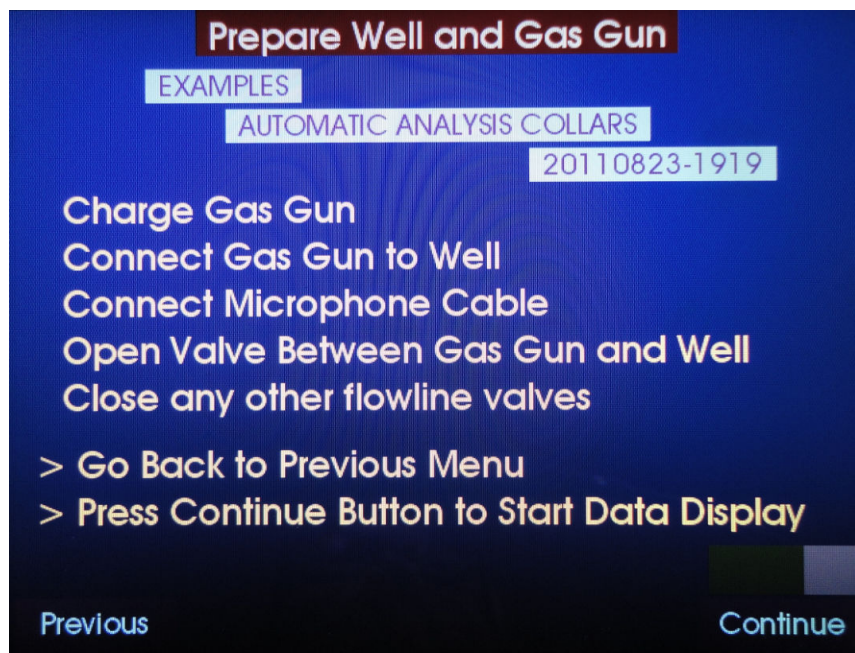 Prepare Well and Gas Gun
EXAMPLES
AUTOMATIC ANALYSIS COLLARS
20110823-1919
Charge Gas Gun
Connect Gas Gun to Well
Connect Microphone Cable
Open Valve Between Gas Gun and Well
Close any other flowline valves
> Go Back to Previous Menu
> Press Continue Button to Start Data Display
Previous
Continue